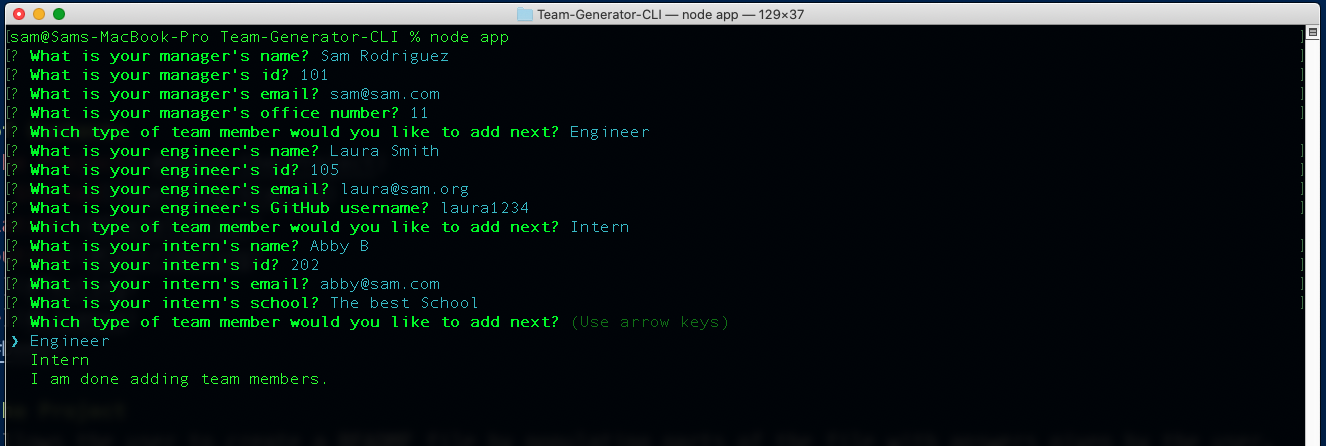 Team-Generator-CLI — node app — 129×37
[sam@Sams-MacBook-Pro Team-Generator-CLI % node app ]
[? What is your manager's name? Sam Rodriguez ]
[? What is your manager's id? 101 ]
[? What is your manager's email? sam@sam.com ]
[? What is your manager's office number? 11 ]
? Which type of team member would you like to add next? Engineer
[? What is your engineer's name? Laura Smith ]
[? What is your engineer's id? 105 ]
[? What is your engineer's email? laura@sam.org ]
[? What is your engineer's GitHub username? laura1234 ]
? Which type of team member would you like to add next? Intern
[? What is your intern's name? Abby B ]
[? What is your intern's id? 202 ]
[? What is your intern's email? abby@sam.com ]
[? What is your intern's school? The best School ]
? Which type of team member would you like to add next? (Use arrow keys)
❯ Engineer
Intern
I am done adding team members.
Project